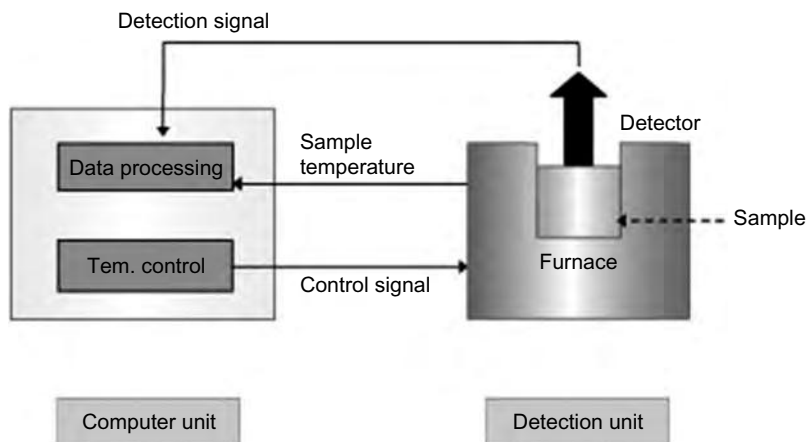 Detection signal
Detector
Sample
temperature
Data processing
Sample
Furnace
Tem. control
Control signal
Computer unit
Detection unit